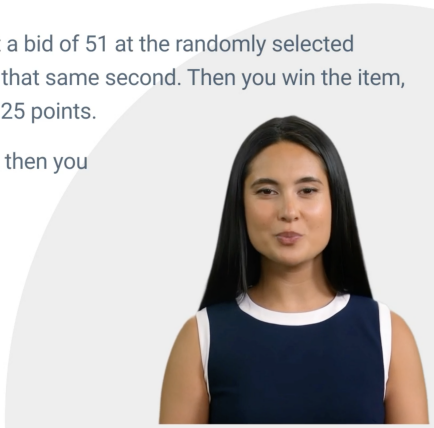 a bid of 51 at the randomly selected
that same second. Then you win the item,
25 points.
then you